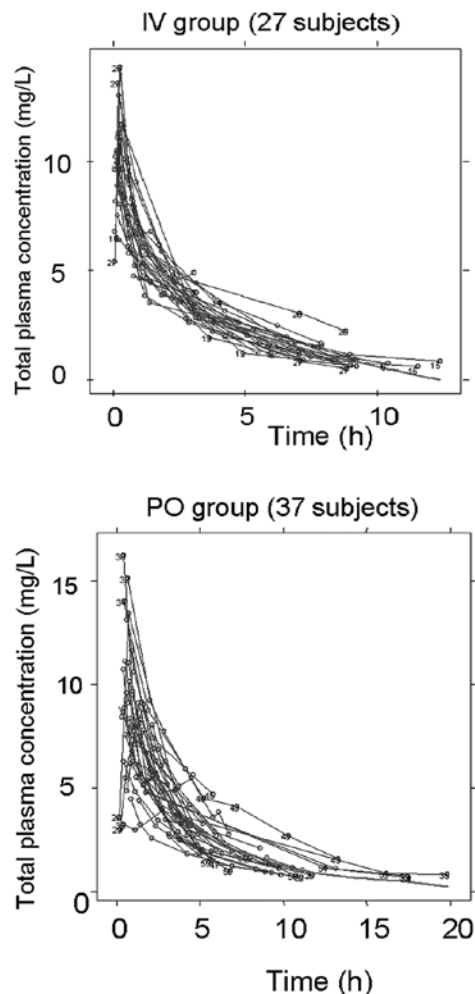 IV group (27 subjects)
Total plasma concentration (mg/L)
10
5
0
0
5
10
Time (h)
PO group (37 subjects)
Total plasma concentration (mg/L)
15
10
5
0
0
5
10
15
20
Time (h)